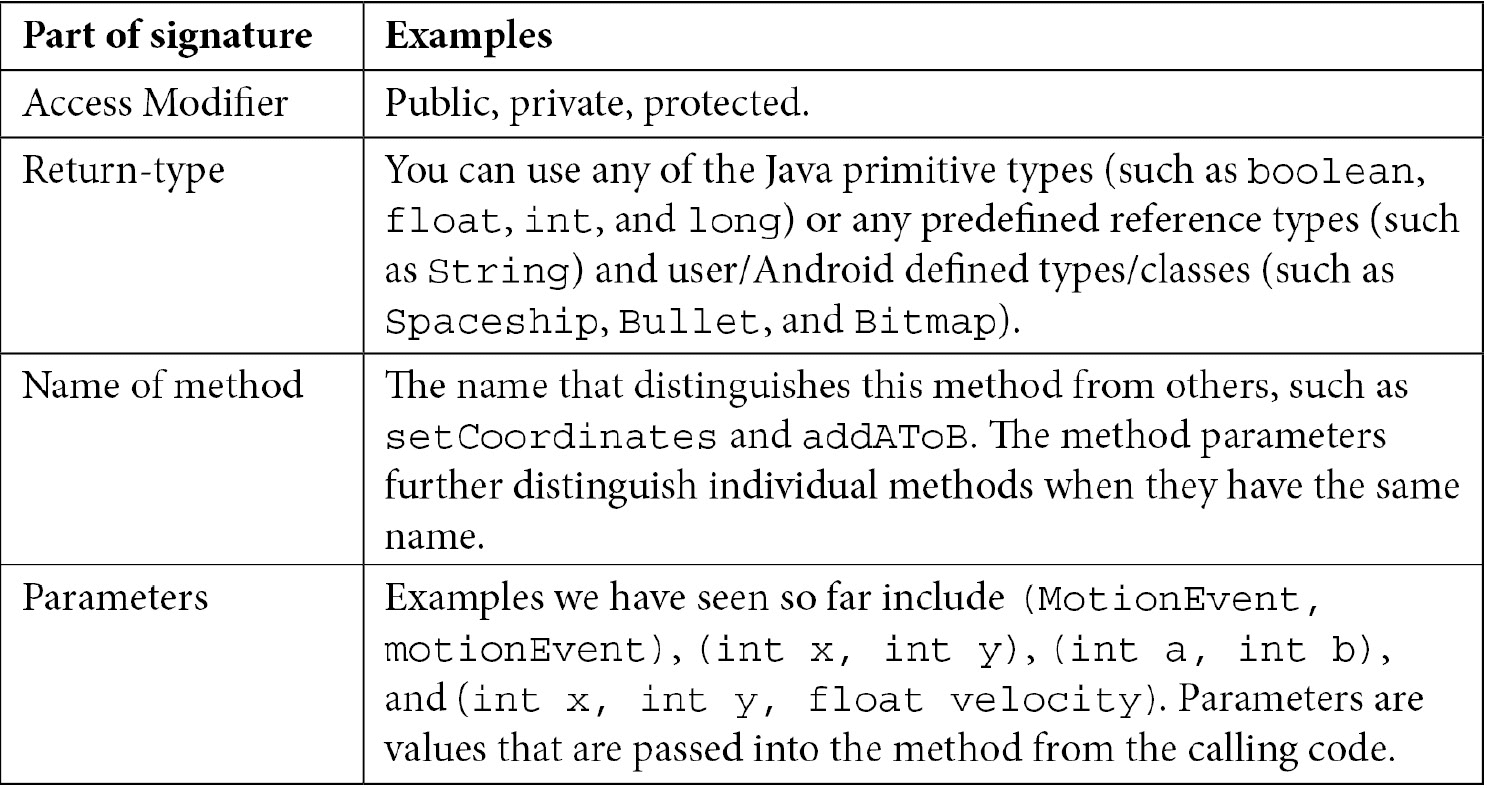 Part of signature
Examples
Access Modifier
Public, private, protected.
Return-type
You can use any of the Java primitive types (such as boolean,
float, int, and long) or any predefined reference types (such
as String) and user/Android defined types/classes (such as
Spaceship, Bullet, and Bitmap).
Name of method
The name that distinguishes this method from others, such as
setCoordinates and addAToB. The method parameters
further distinguish individual methods when they have the same
name.
Parameters
Examples we have seen so far include (MotionEvent,
motionEvent), (int x, int y), (int a, int b),
and (int x, int y, float velocity). Parameters are
values that are passed into the method from the calling code.